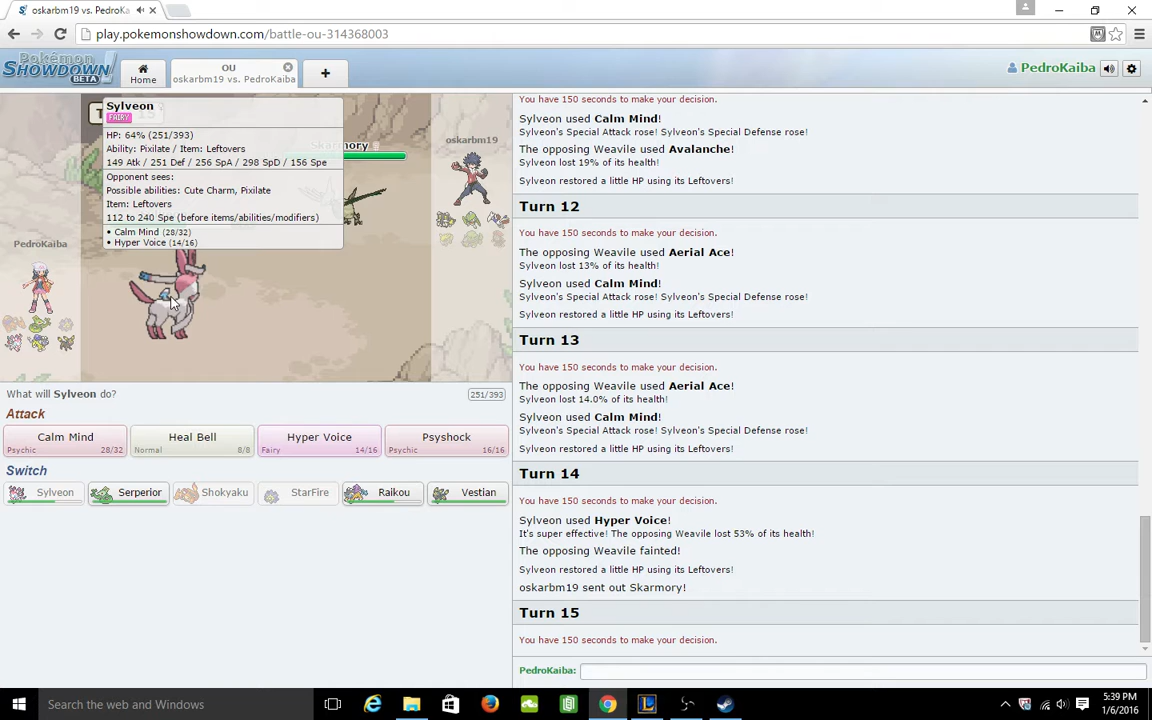 oskarbm19 vs. PedroKa
play.pokemonshowdown.com/battle-ou-314368003
Pokémon
SHOWDOWN
BETA
Home
OU
oskarbm19 vs. PedroKaiba
+
PedroKaiba
Sylveon
FAIRY
HP: 64% (251/393)
Ability: Pixilate / Item: Leftovers
149 Atk / 251 Def / 256 SpA / 298 SpD / 156 Spe
Opponent sees:
Possible abilities: Cute Charm, Pixilate
Item: Leftovers
112 to 240 Spe (before items/abilities/modifiers)
• Calm Mind (28/32)
• Hyper Voice (14/16)
oskarbm19
PedroKaiba
What will Sylveon do?
251/393
Attack
Calm Mind
Psychic 28/32
Heal Bell
Normal 8/8
Hyper Voice
Fairy 14/16
Psyshock
Psychic 16/16
Switch
Sylveon
Serperior
Shokyaku
StarFire
Raikou
Vestian
You have 150 seconds to make your decision.
Sylveon used Calm Mind!
Sylveon's Special Attack rose! Sylveon's Special Defense rose!
The opposing Weavile used Avalanche!
Sylveon lost 19% of its health!
Sylveon restored a little HP using its Leftovers!
Turn 12
You have 150 seconds to make your decision.
The opposing Weavile used Aerial Ace!
Sylveon lost 13% of its health!
Sylveon used Calm Mind!
Sylveon's Special Attack rose! Sylveon's Special Defense rose!
Sylveon restored a little HP using its Leftovers!
Turn 13
You have 150 seconds to make your decision.
The opposing Weavile used Aerial Ace!
Sylveon lost 14.0% of its health!
Sylveon used Calm Mind!
Sylveon's Special Attack rose! Sylveon's Special Defense rose!
Sylveon restored a little HP using its Leftovers!
Turn 14
You have 150 seconds to make your decision.
Sylveon used Hyper Voice!
It's super effective! The opposing Weavile lost 53% of its health!
The opposing Weavile fainted!
Sylveon restored a little HP using its Leftovers!
oskarbm19 sent out Skarmory!
Turn 15
You have 150 seconds to make your decision.
PedroKaiba:
Search the web and Windows
5:39 PM
1/6/2016